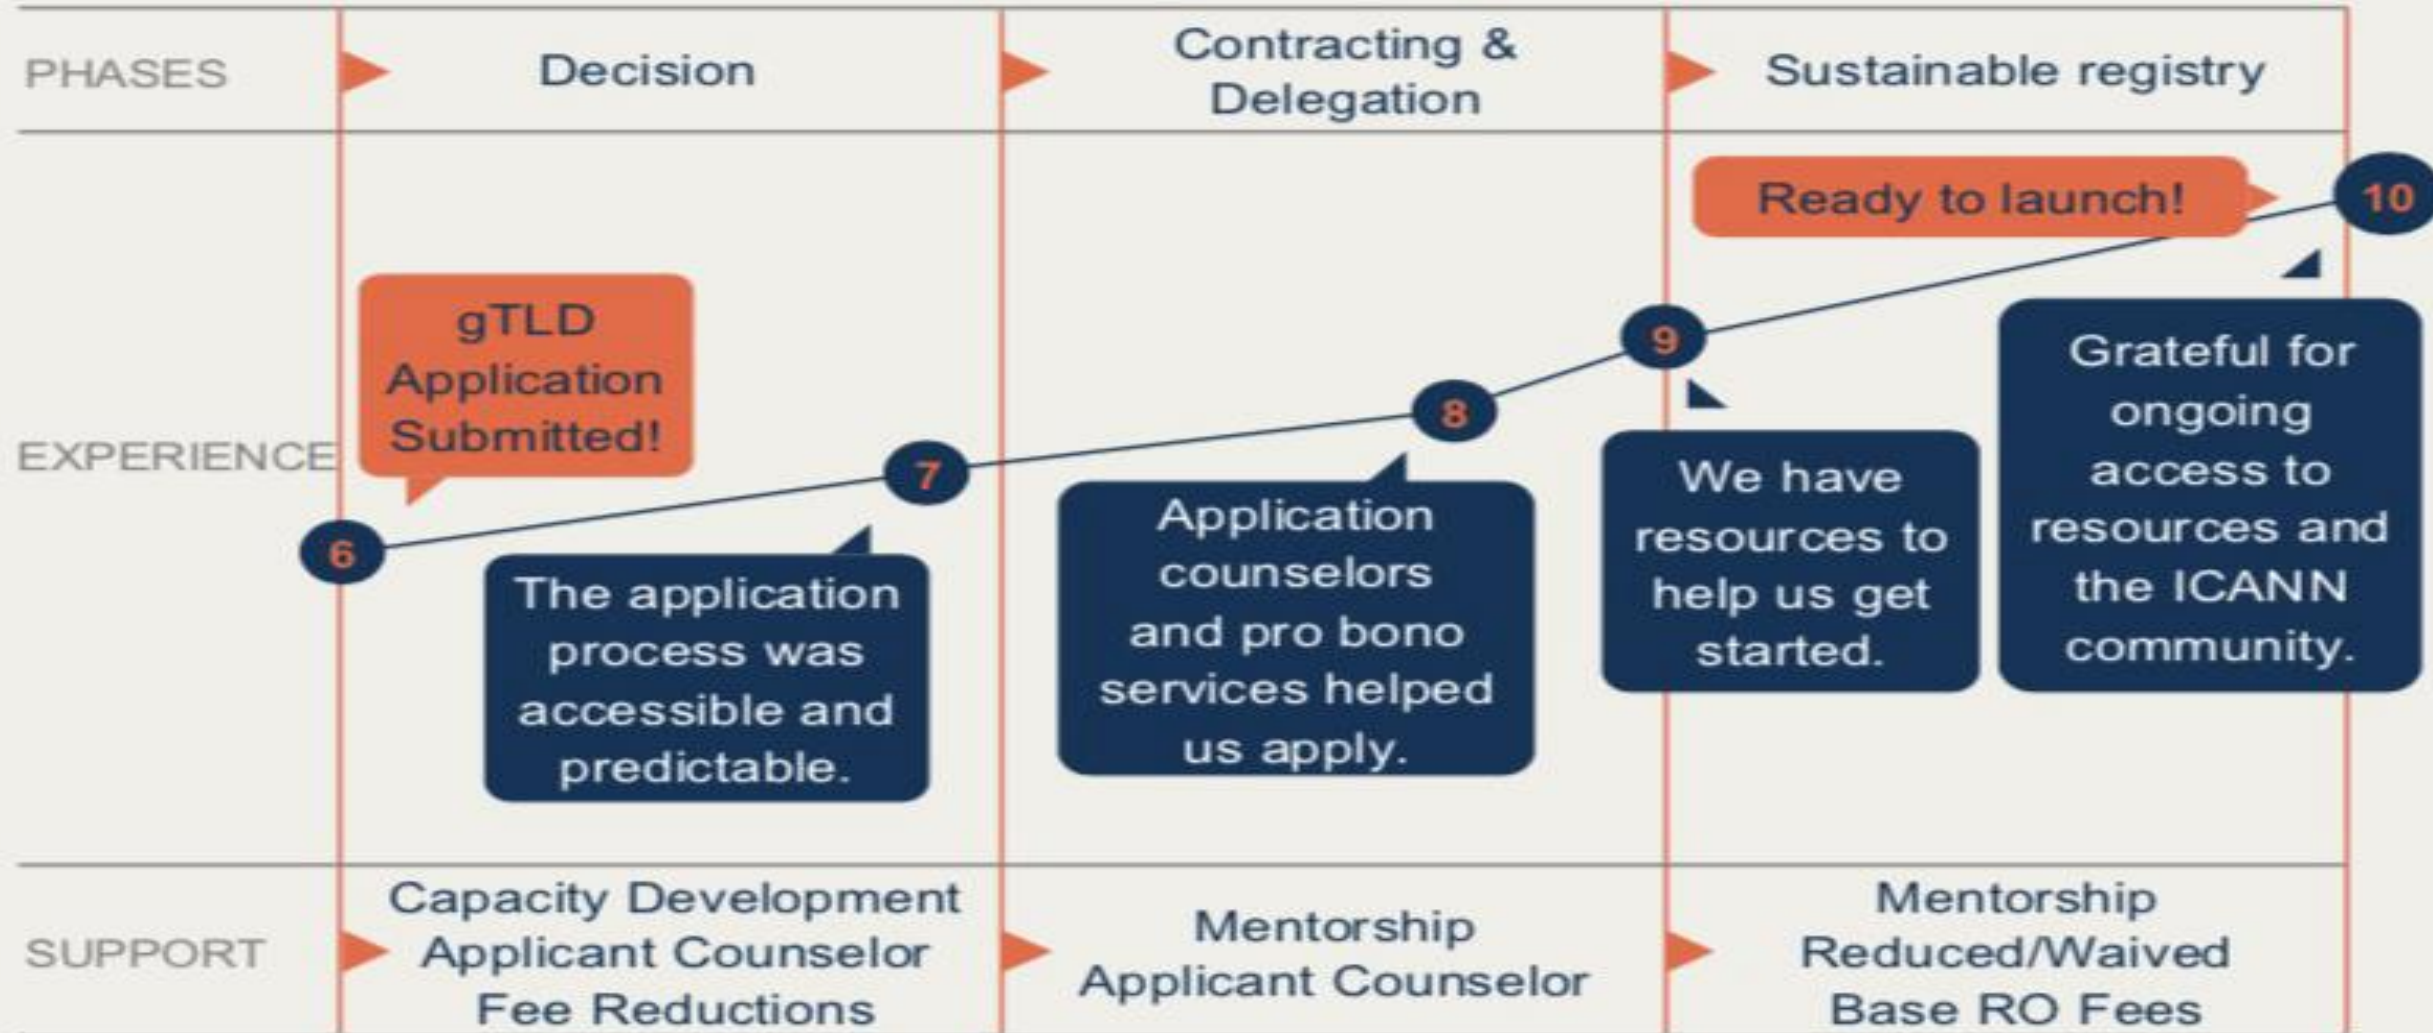 PHASES
Decision
Contracting &
Delegation
Sustainable registry
EXPERIENCE
gTLD
Application
Submitted!
6
The application
process was
accessible and
predictable.
7
Application
counselors
and pro bono
services helped
us apply.
8
We have
resources to
help us get
started.
9
Ready to launch!
10
Grateful for
ongoing
access to
resources and
the ICANN
community.
SUPPORT
Capacity Development
Applicant Counselor
Fee Reductions
Mentorship
Applicant Counselor
Mentorship
Reduced/Waived
Base RO Fees